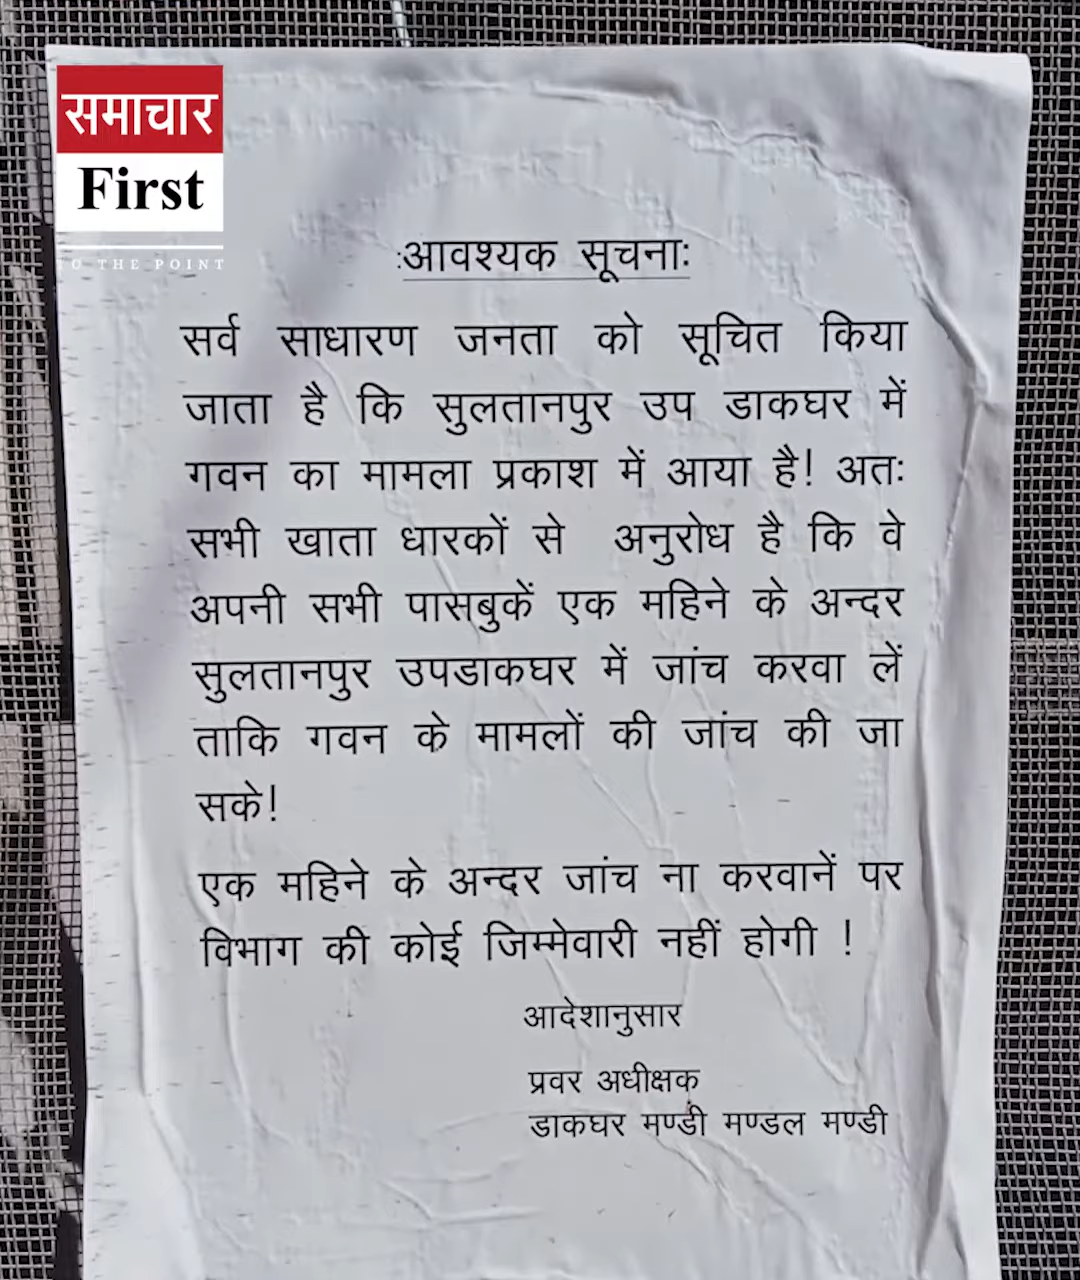 समाचार
First
TO THE POINT
:आवश्यक सूचनाः
सर्व साधारण जनता को सूचित किया
जाता है कि सुलतानपुर उप डाकघर में
गवन का मामला प्रकाश में आया है! अतः
सभी खाता धारकों से अनुरोध है कि वे
अपनी सभी पासबुकें एक महिने के अन्दर
सुलतानपुर उपडाकघर में जांच करवा लें
ताकि गवन के मामलों की जांच की जा
सके!
एक महिने के अन्दर जांच ना करवानें पर
विभाग की कोई जिम्मेवारी नहीं होगी !
आदेशानुसार
प्रवर अधीक्षक
डाकघर मण्डी मण्डल मण्डी